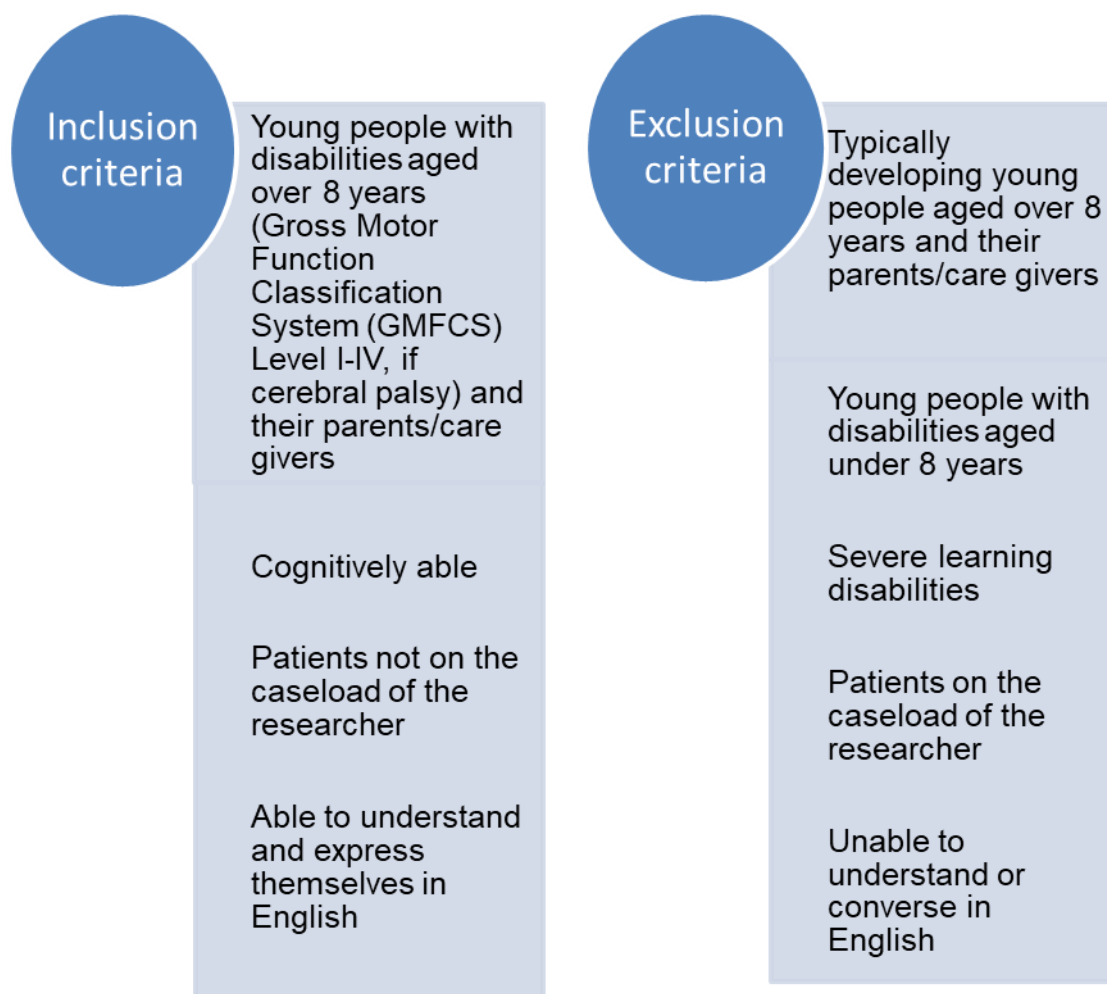 Inclusion
criteria
Young people with
disabilities aged
over 8 years
(Gross Motor
Function
Classification
System (GMFCS)
Level I-IV, if
cerebral palsy) and
their parents/care
givers
Cognitively able
Patients not on the
caseload of the
researcher
Able to understand
and express
themselves in
English
Exclusion
criteria
Typically
developing young
people aged over 8
years and their
parents/care givers
Young people with
disabilities aged
under 8 years
Severe learning
disabilities
Patients on the
caseload of the
researcher
Unable to
understand or
converse in
English